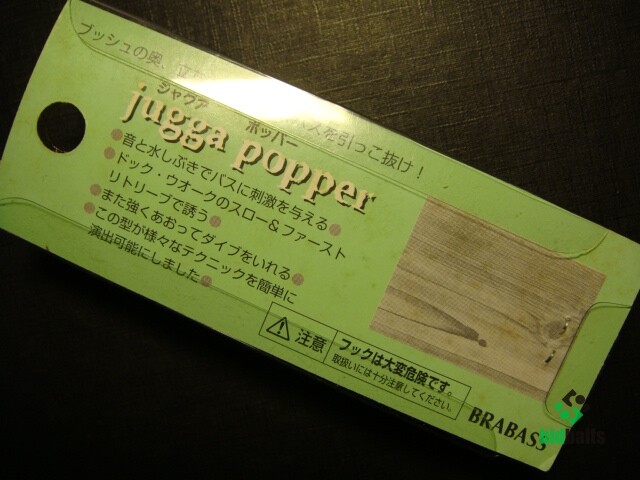 ブッシュの奥、
バスを引っこ抜け!
ジャグア ポッパー
jugga popper
音と水しぶきでバスに刺激を与える
ドック・ウオークのスロー&ファースト
リトリーブで誘う
また強くあおってダイブをいれる
この型が様々なテクニックを簡単に
演出可能にしました
注意
フックは大変危険です。
取扱いには十分注意してください。
BRABASS
bigbaits